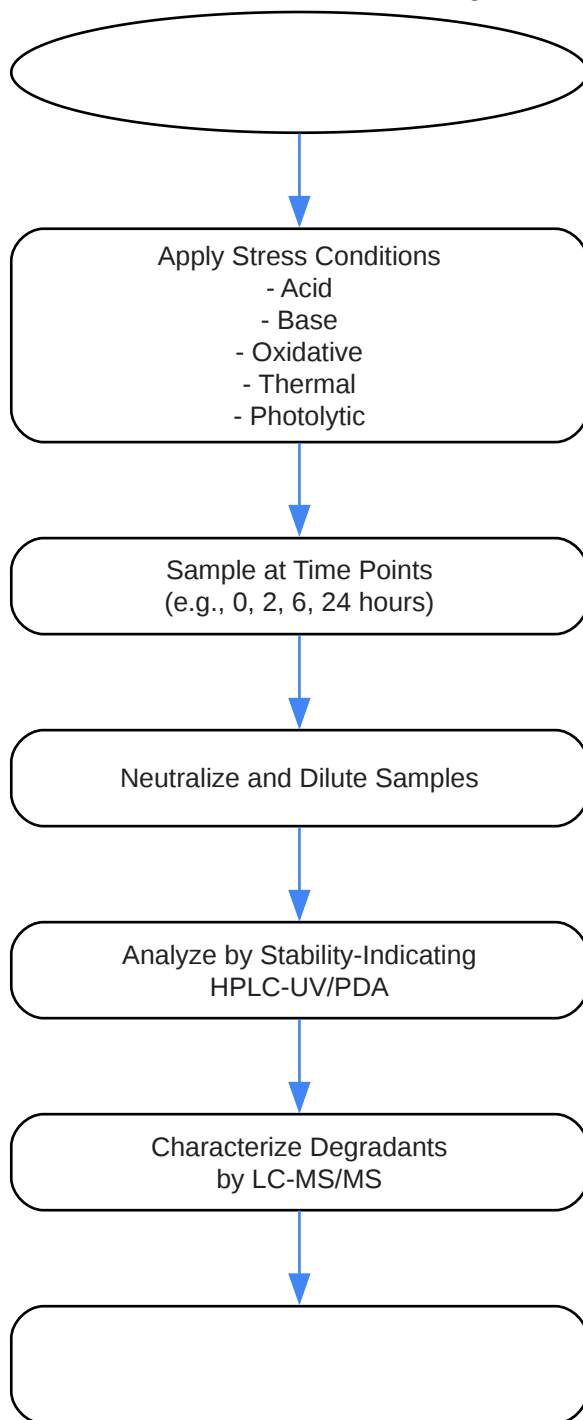 Apply Stress Conditions
- Acid
- Base
- Oxidative
- Thermal
- Photolytic
Sample at Time Points
(e.g., 0, 2, 6, 24 hours)
Neutralize and Dilute Samples
Analyze by Stability-Indicating
HPLC-UV/PDA
Characterize Degradants
by LC-MS/MS